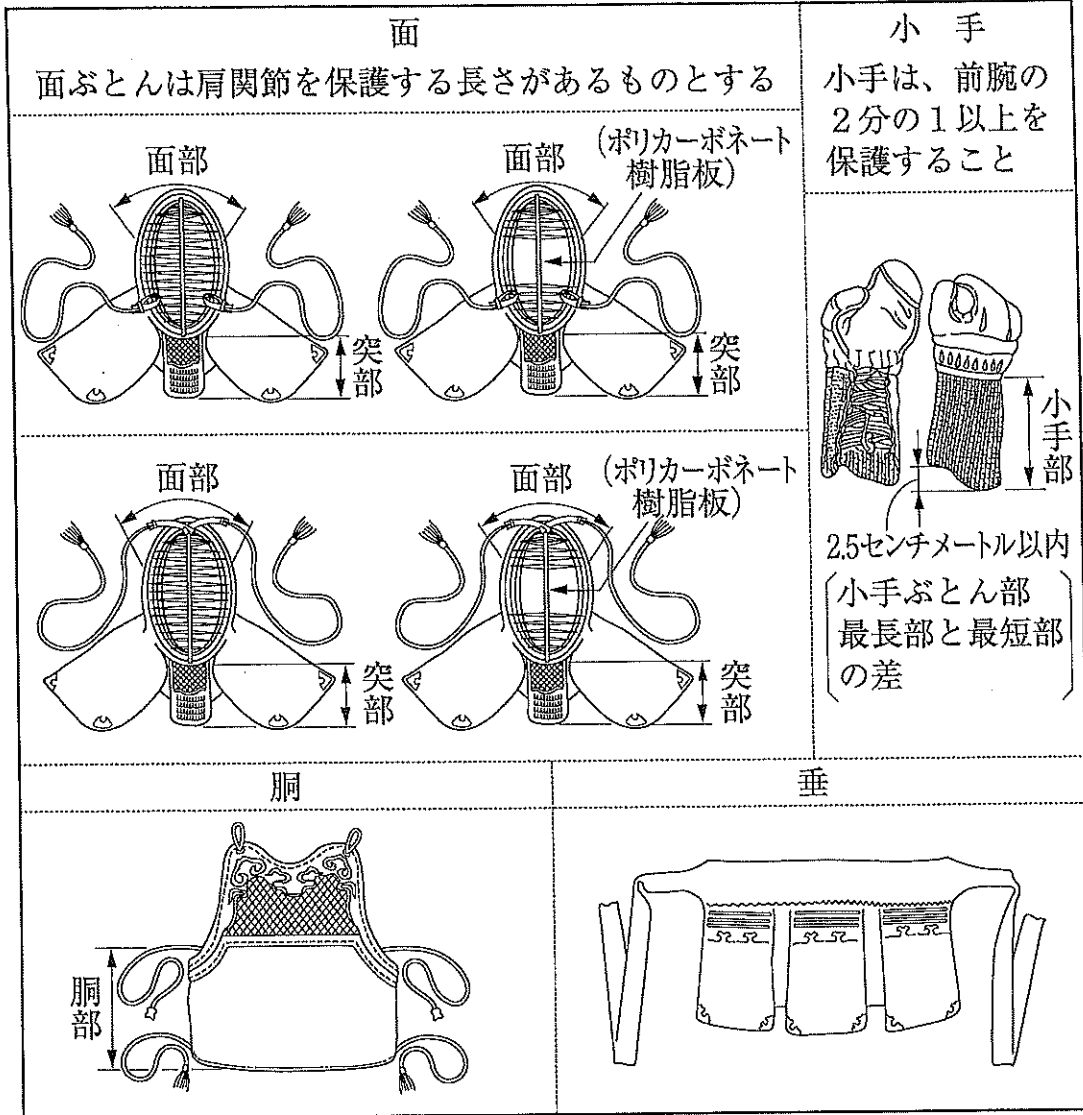 面
面ぶとんは肩関節を保護する長さがあるものとする
面部
突部
面部
(ポリカーボネート
樹脂板)
突部
面部
突部
面部
(ポリカーボネート
樹脂板)
突部
小手
小手は、前腕の
2分の1以上を
保護すること
小手部
2.5センチメートル以内
小手ぶとん部
最長部と最短部
の差
胴
胴部
垂